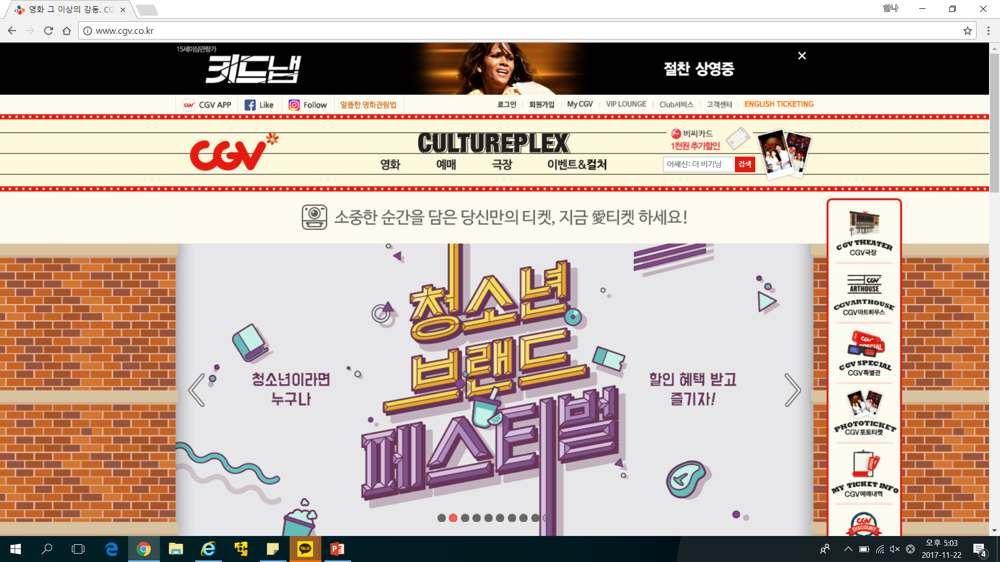 영화 그 이상의 감동. CG
한나
www.cgv.co.kr
15세이상관람가
키드냅
절찬 상영중
CGV CGV APP
Like
Follow
알뜰한 영화관람법
로그인
회원가입
My CGV
VIP LOUNGE
Club서비스
고객센터
ENGLISH TICKETING
CGV
CULTUREPLEX
비씨카드
1천원 추가할인
영화
예매
극장
이벤트&컬처
어쌔신: 더 비기닝
검색
소중한 순간을 담은 당신만의 티켓, 지금 愛티켓 하세요!
청소년
브랜드
페스티벌
청소년이라면
누구나
할인 혜택 받고
즐기자!
CGV THEATER
CGV극장
CGV
ARTHOUSE
CGVARTHOUSE
CGV아트하우스
CGV
SPECIAL
CGV SPECIAL
CGV특별관
PHOTOTICKET
CGV포토티켓
TICKET
MY TICKET INFO
CGV예매내역
CGV
DISCOUNT
TALK
오후 5:03
2017-11-22
4